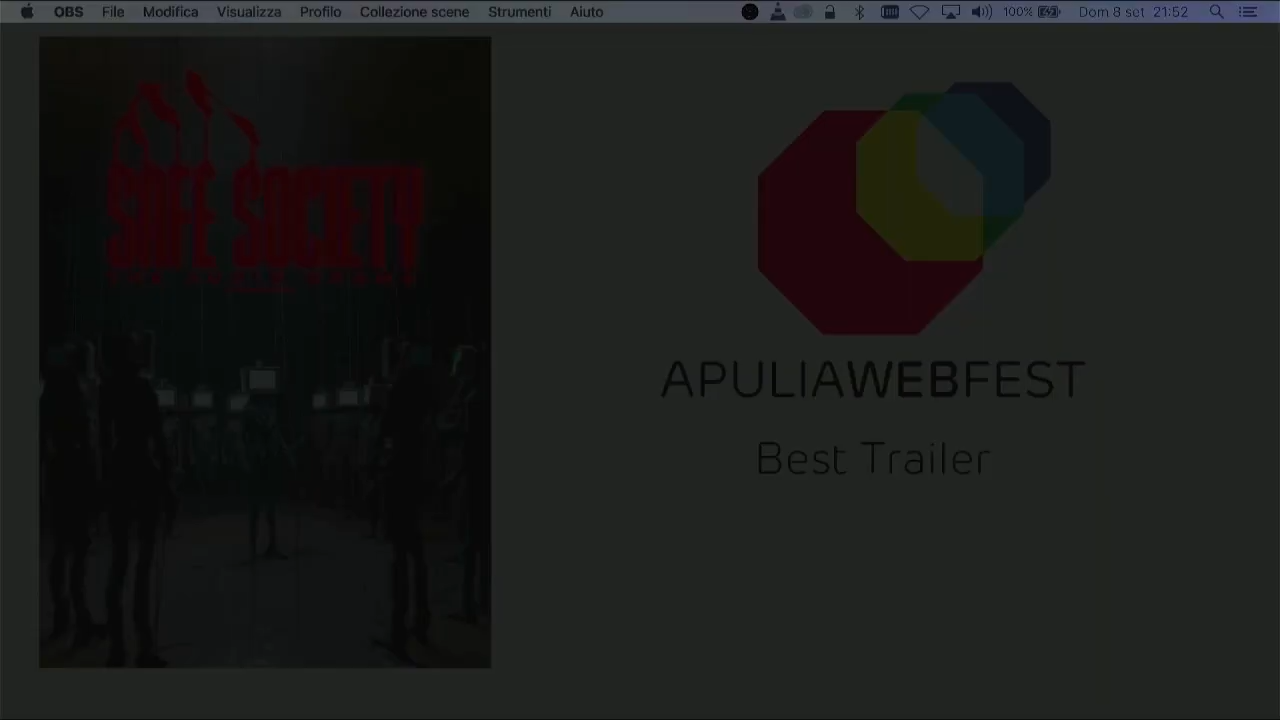 OBS File Modifica Visualizza Profilo Collezione scene Strumenti Aiuto 100% Dom 8 set 21:52
SAFE SOCIETY
APULIAWEBFEST
Best Trailer